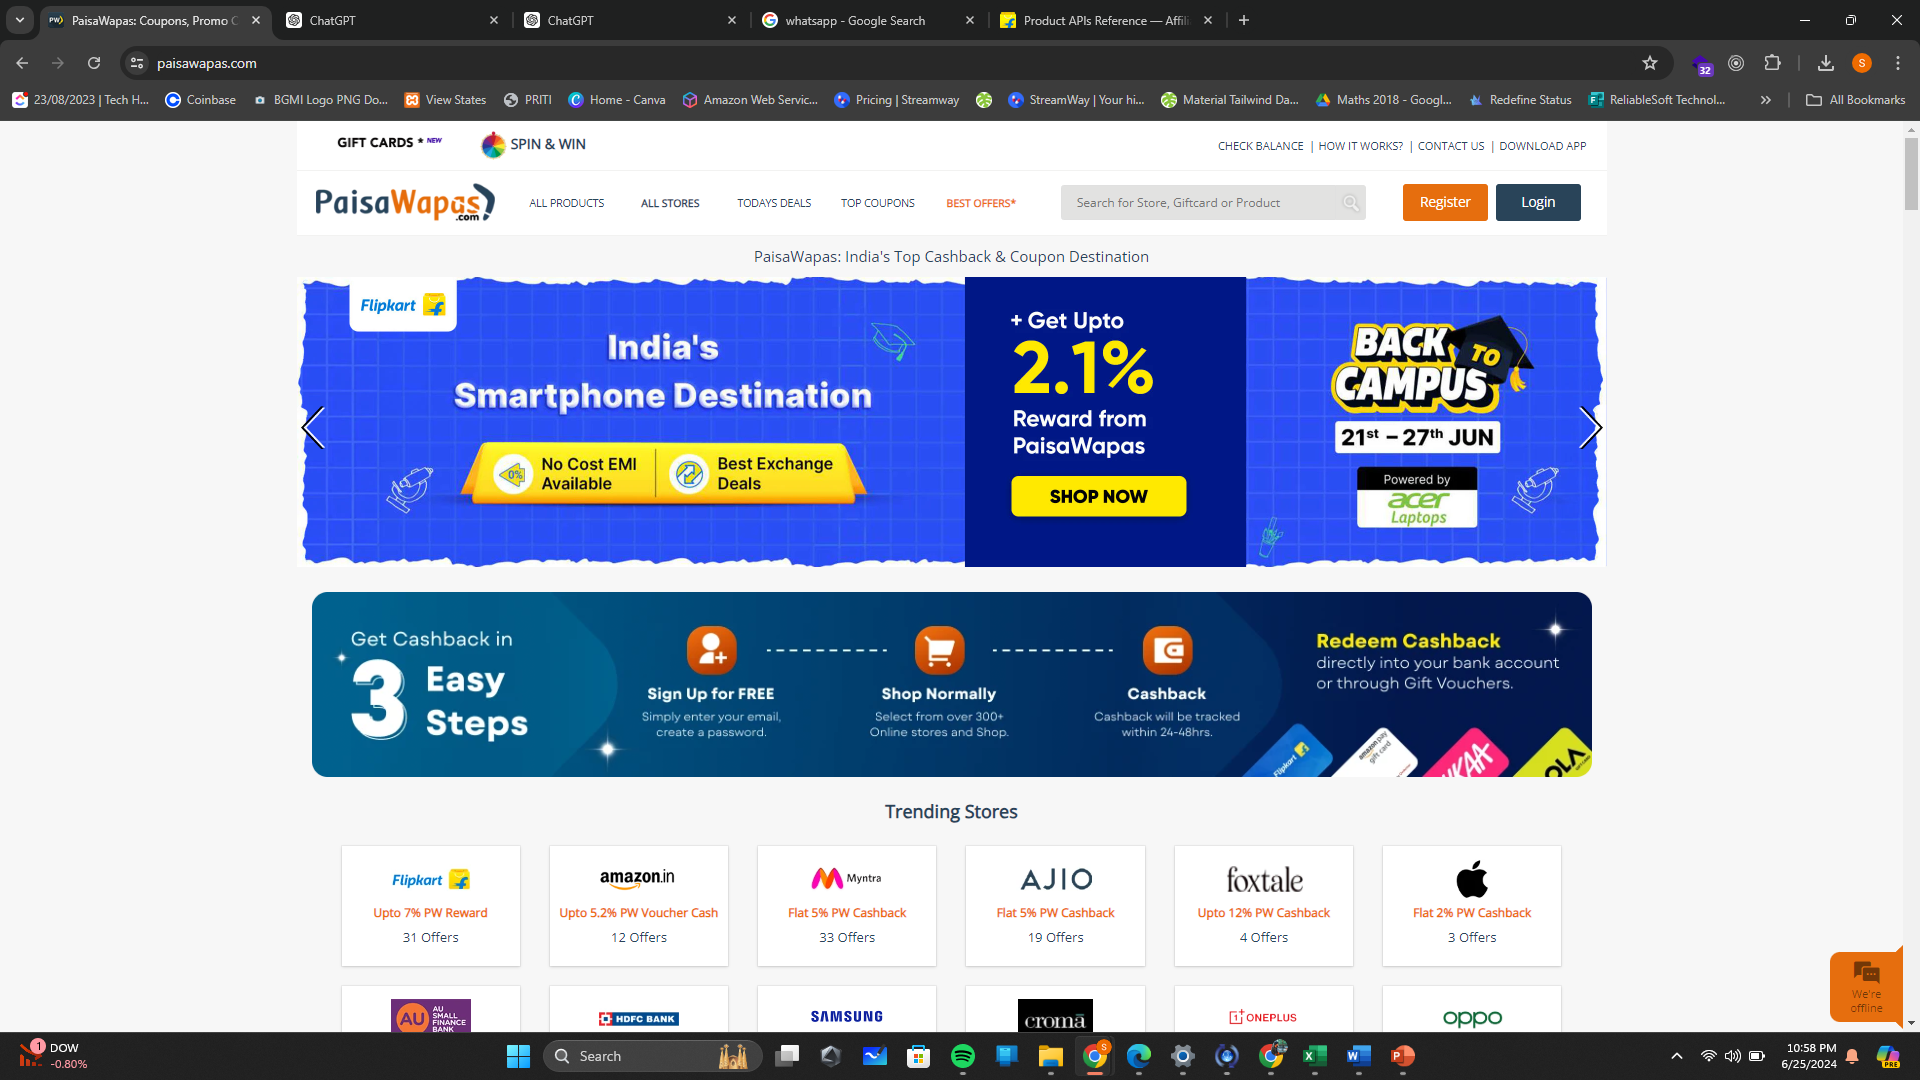 PaisaWapas: Coupons, Promo C
ChatGPT
ChatGPT
whatsapp - Google Search
Product APIs Reference — Affili
paisawapas.com
32
S
23/08/2023 | Tech H...
Coinbase
BGMI Logo PNG Do...
View States
PRITI
Home - Canva
Amazon Web Servic...
Pricing | Streamway
StreamWay | Your hi...
Material Tailwind Da...
Maths 2018 - Googl...
Redefine Status
ReliableSoft Technol...
All Bookmarks
GIFT CARDS * NEW
SPIN & WIN
CHECK BALANCE | HOW IT WORKS? | CONTACT US | DOWNLOAD APP
PaisaWapas.com
ALL PRODUCTS
ALL STORES
TODAYS DEALS
TOP COUPONS
BEST OFFERS*
Search for Store, Giftcard or Product
Register
Login
PaisaWapas: India's Top Cashback & Coupon Destination
Flipkart
India's
Smartphone Destination
0%
No Cost EMI
Available
Best Exchange
Deals
+ Get Upto
2.1%
Reward from
PaisaWapas
SHOP NOW
BACK TO
CAMPUS
21st – 27th JUN
Powered by
acer
Laptops
Get Cashback in
3 Easy
Steps
Sign Up for FREE
Simply enter your email,
create a password.
Shop Normally
Select from over 300+
Online stores and Shop.
Cashback
Cashback will be tracked
within 24-48hrs.
Redeem Cashback
directly into your bank account
or through Gift Vouchers.
Flipkart
amazon pay
gift card
Trending Stores
Flipkart
Upto 7% PW Reward
31 Offers
amazon.in
Upto 5.2% PW Voucher Cash
12 Offers
Myntra
Flat 5% PW Cashback
33 Offers
AJIO
Flat 5% PW Cashback
19 Offers
foxtale
Upto 12% PW Cashback
4 Offers
Flat 2% PW Cashback
3 Offers
AU
AU
SMALL
FINANCE
BANK
HDFC BANK
SAMSUNG
cromā
ONEPLUS
oppo
We're
offline
1
DOW
-0.80%
Search
10:58 PM
6/25/2024